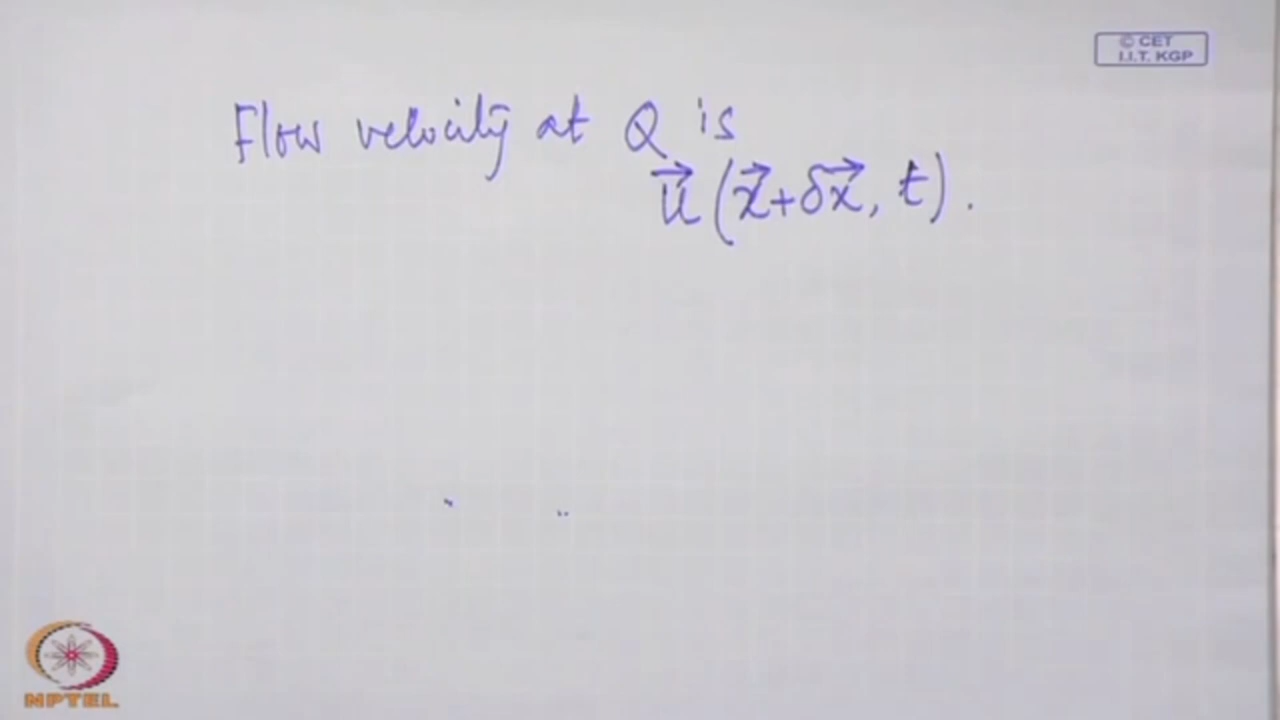 © CET
I.I.T. KGP
Flow velocity at Q is
u⃗ (x⃗+δx⃗, t).
NPTEL